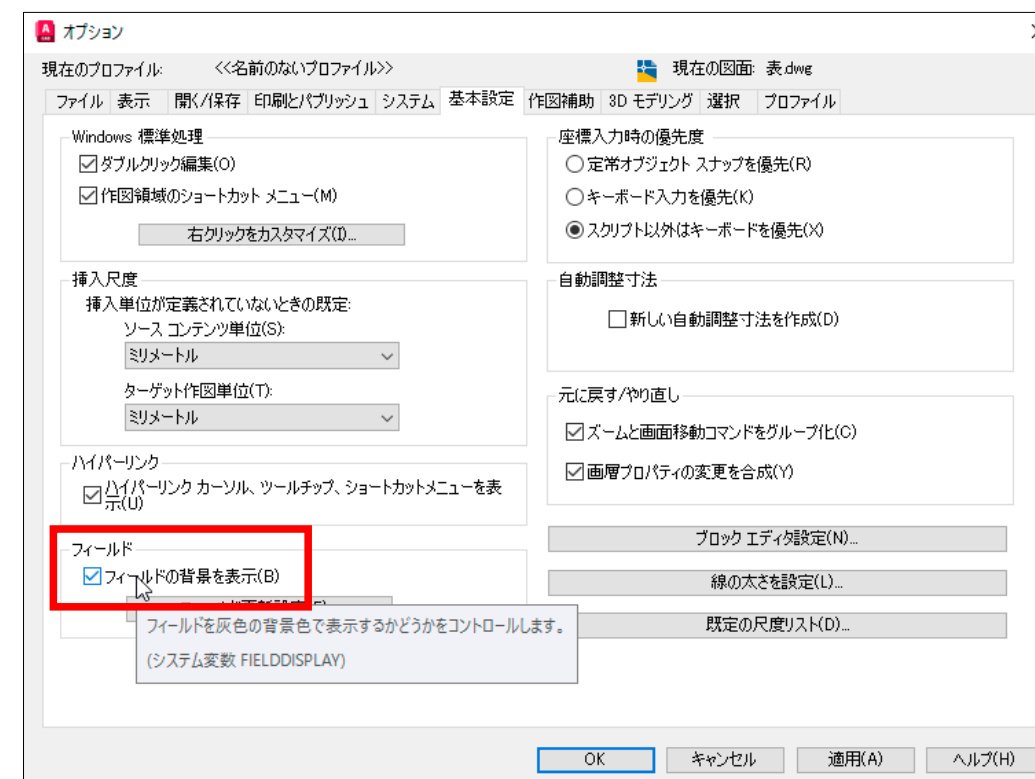 オプション
現在のプロファイル: <<名前のないプロファイル>> 現在の図面: 表.dwg
ファイル 表示 開く/保存 印刷とパブリッシュ システム 基本設定 作図補助 3D モデリング 選択 プロファイル
Windows 標準処理
ダブルクリック編集(O)
作図領域のショートカット メニュー(M)
右クリックをカスタマイズ(I)...
挿入尺度
挿入単位が定義されていないときの既定:
ソース コンテンツ単位(S):
ミリメートル
ターゲット作図単位(T):
ミリメートル
ハイパーリンク
ハイパーリンク カーソル、ツールチップ、ショートカットメニューを表
示(U)
フィールド
フィールドの背景を表示(B)
フィールドを灰色の背景色で表示するかどうかをコントロールします。
(システム変数 FIELDDISPLAY)
座標入力時の優先度
定常オブジェクト スナップを優先(R)
キーボード入力を優先(K)
スクリプト以外はキーボードを優先(X)
自動調整寸法
新しい自動調整寸法を作成(D)
元に戻す/やり直し
ズームと画面移動コマンドをグループ化(C)
画層プロパティの変更を合成(Y)
ブロック エディタ設定(N)...
線の太さを設定(L)...
既定の尺度リスト(D)...
OK キャンセル 適用(A) ヘルプ(H)